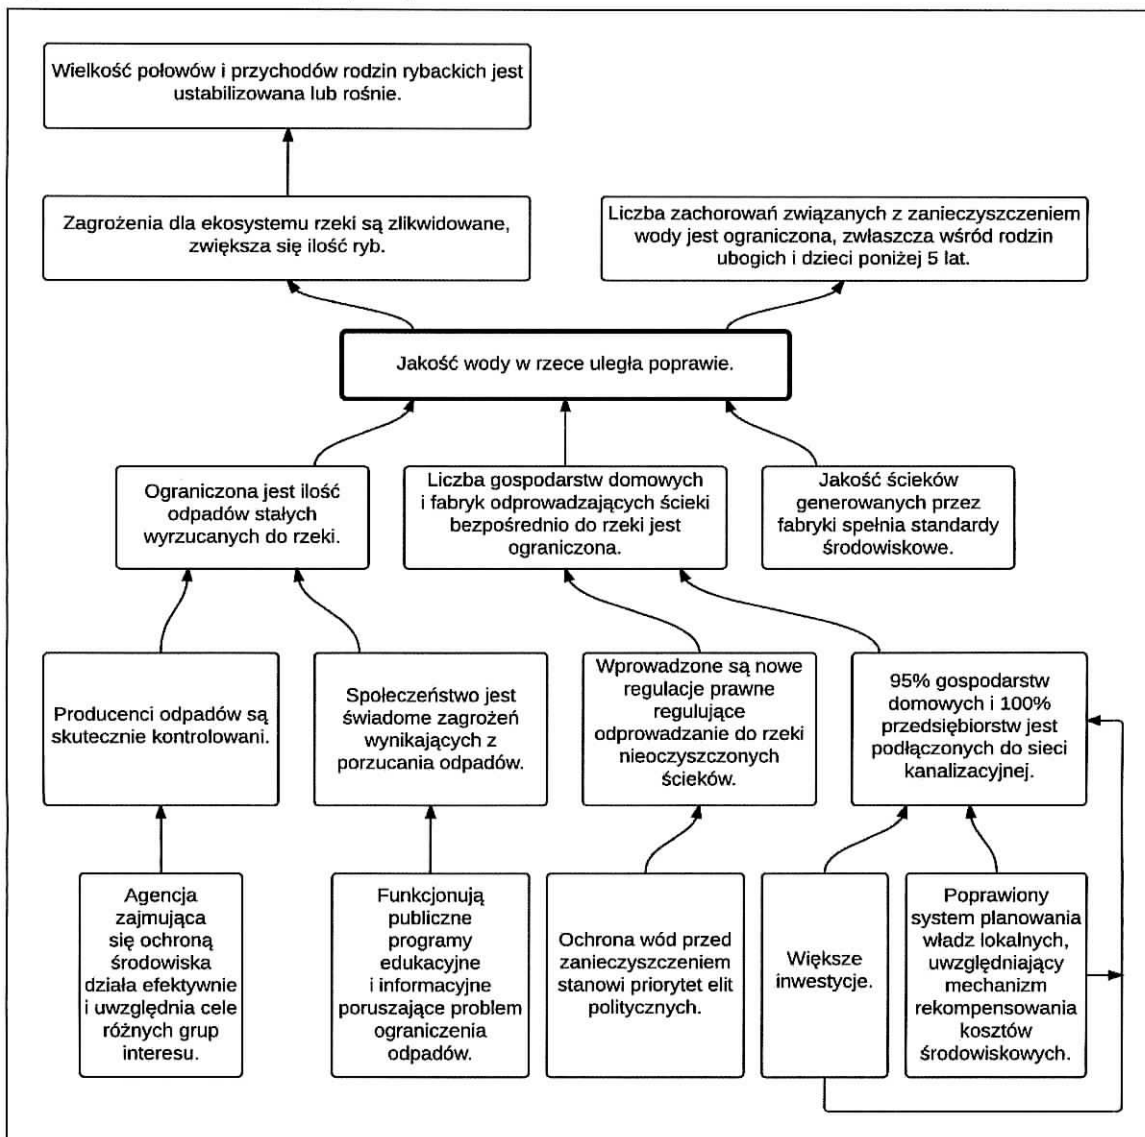 Wielkość połowów i przychodów rodzin rybackich jest
ustabilizowana lub rośnie.
Zagrożenia dla ekosystemu rzeki są zlikwidowane,
zwiększa się ilość ryb.
Liczba zachorowań związanych z zanieczyszczeniem
wody jest ograniczona, zwłaszcza wśród rodzin
ubogich i dzieci poniżej 5 lat.
Jakość wody w rzece uległa poprawie.
Ograniczona jest ilość
odpadów stałych
wyrzucanych do rzeki.
Liczba gospodarstw domowych
i fabryk odprowadzających ścieki
bezpośrednio do rzeki jest
ograniczona.
Jakość ścieków
generowanych przez
fabryki spełnia standardy
środowiskowe.
Producenci odpadów są
skutecznie kontrolowani.
Społeczeństwo jest
świadome zagrożeń
wynikających z
porzucania odpadów.
Wprowadzone są nowe
regulacje prawne
regulujące
odprowadzanie do rzeki
nieoczyszczonych
ścieków.
95% gospodarstw
domowych i 100%
przedsiębiorstw jest
podłączonych do sieci
kanalizacyjnej.
Agencja
zajmująca
się ochroną
środowiska
działa efektywnie
i uwzględnia cele
różnych grup
interesu.
Funkcjonują
publiczne
programy
edukacyjne
i informacyjne
poruszające problem
ograniczenia
odpadów.
Ochrona wód przed
zanieczyszczeniem
stanowi priorytet elit
politycznych.
Większe
inwestycje.
Poprawiony
system planowania
władz lokalnych,
uwzględniający
mechanizm
rekompensowania
kosztów
środowiskowych.